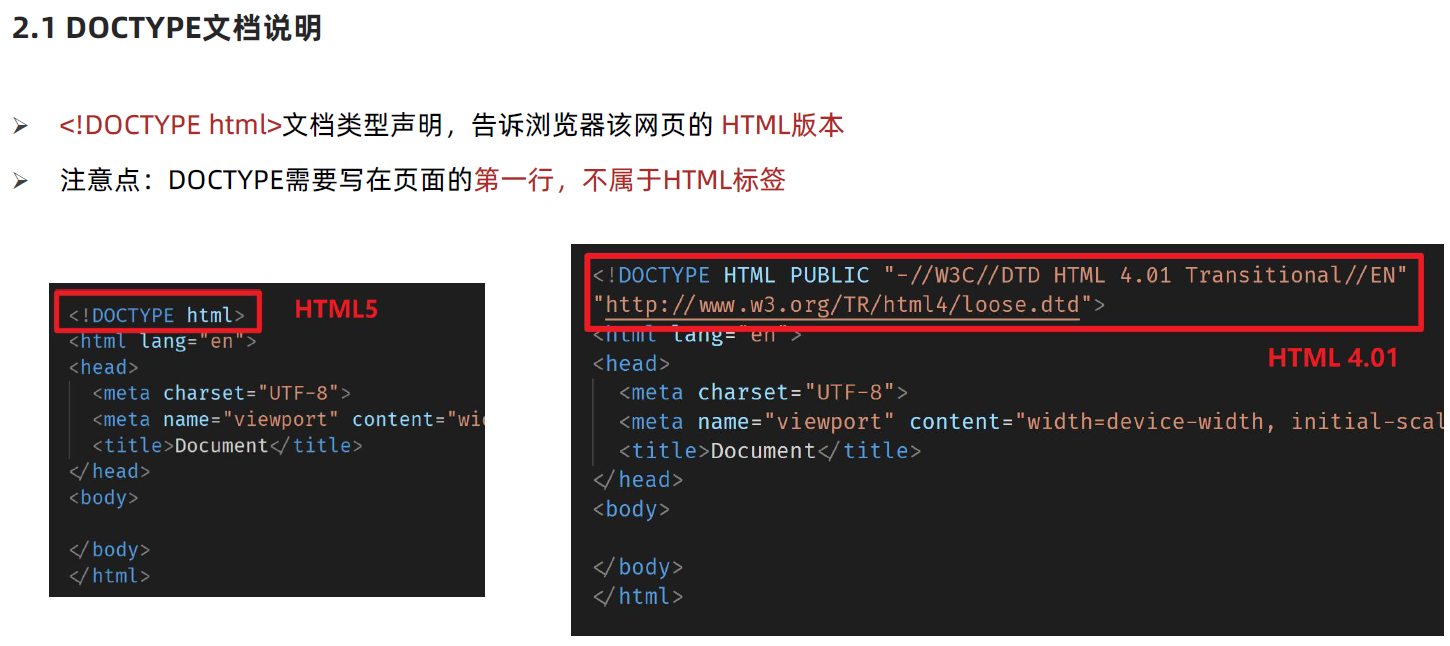 2.1 DOCTYPE文档说明
<!DOCTYPE html>文档类型声明，告诉浏览器该网页的 HTML版本
注意点：DOCTYPE需要写在页面的第一行，不属于HTML标签
<!DOCTYPE html>
HTML5
<html lang="en">
<head>
<meta charset="UTF-8">
<meta name="viewport" content="wi
<title>Document</title>
</head>
<body>
</body>
</html>
<!DOCTYPE HTML PUBLIC "-//W3C//DTD HTML 4.01 Transitional//EN"
"http://www.w3.org/TR/html4/loose.dtd">
<html lang="en">
HTML 4.01
<head>
<meta charset="UTF-8">
<meta name="viewport" content="width=device-width, initial-scal
<title>Document</title>
</head>
<body>
</body>
</html>